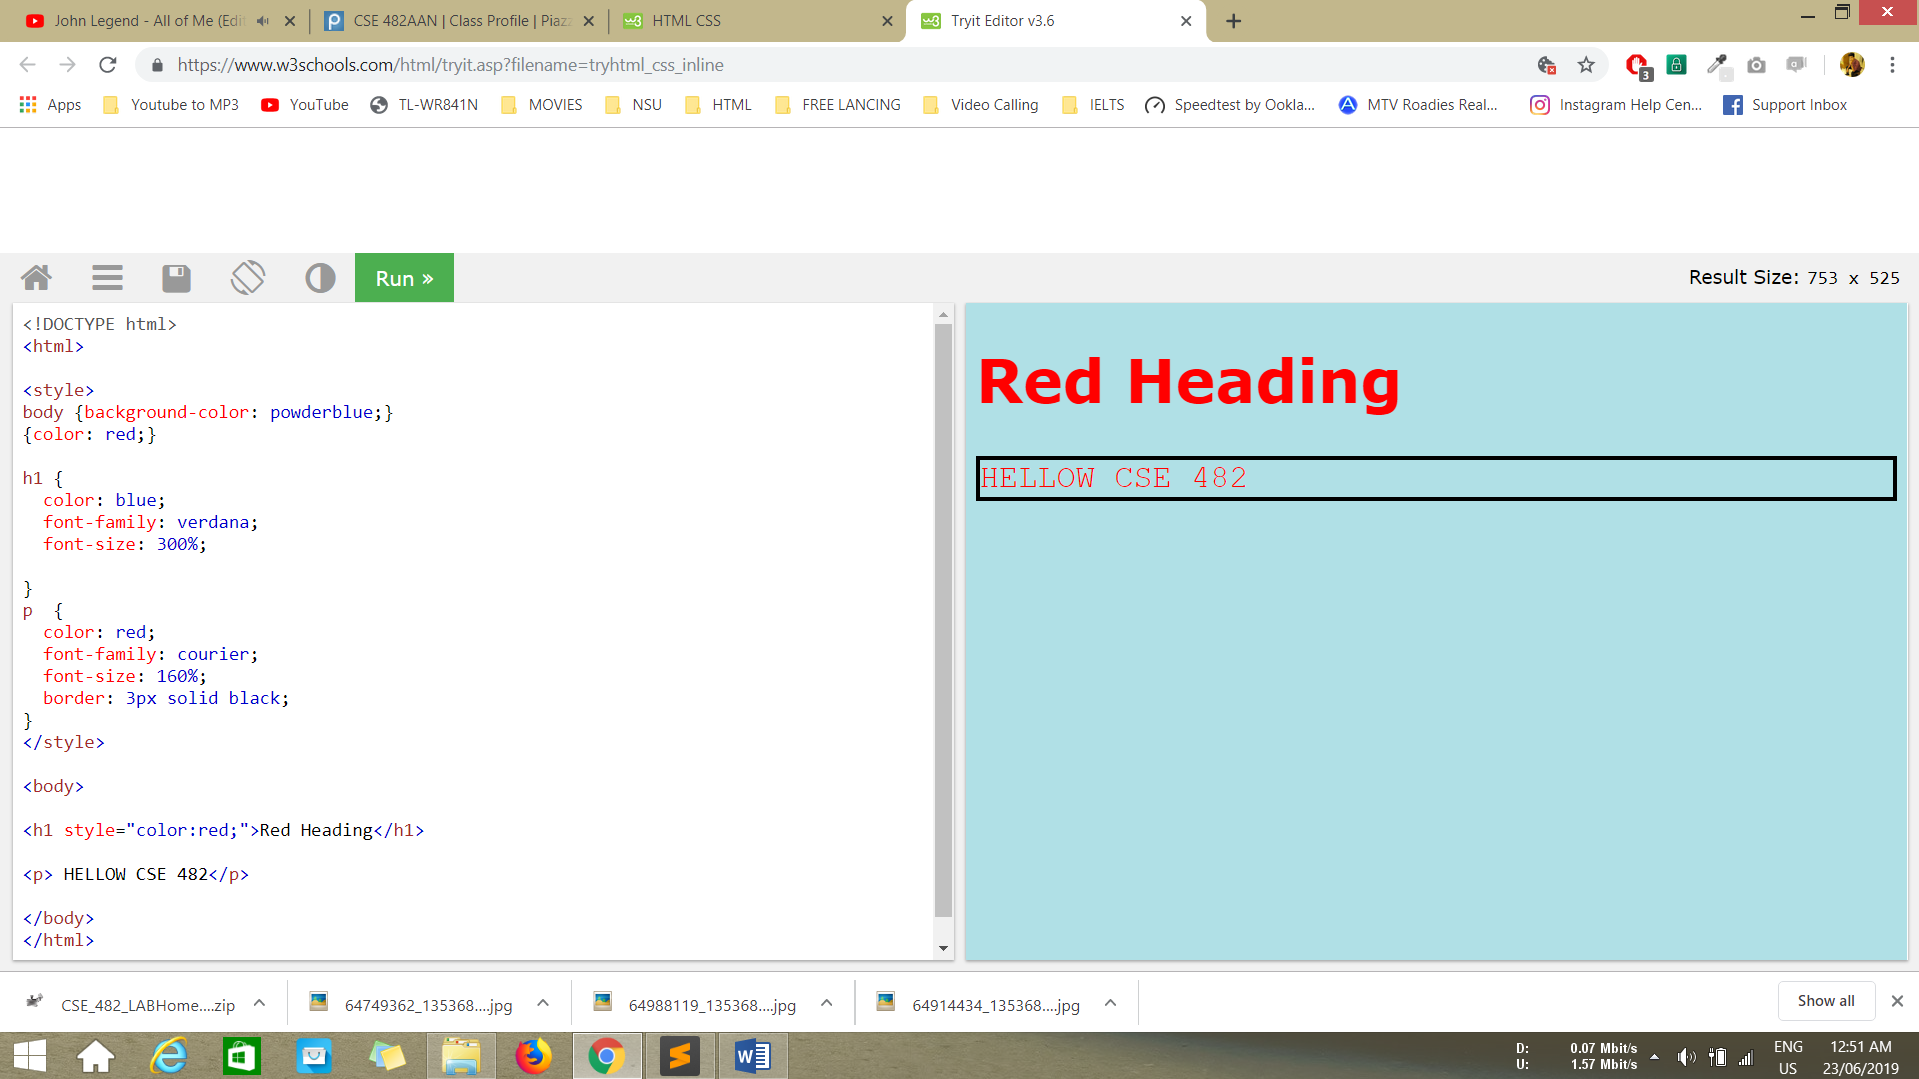 John Legend - All of Me (Edit
CSE 482AAN | Class Profile | Piazz
HTML CSS
Tryit Editor v3.6
https://www.w3schools.com/html/tryit.asp?filename=tryhtml_css_inline
3
Apps
Youtube to MP3
YouTube
TL-WR841N
MOVIES
NSU
HTML
FREE LANCING
Video Calling
IELTS
Speedtest by Ookla...
MTV Roadies Real...
Instagram Help Cen...
Support Inbox
Run »
Result Size: 753 x 525
<!DOCTYPE html>
<html>
<style>
body {background-color: powderblue;}
{color: red;}
h1 {
color: blue;
font-family: verdana;
font-size: 300%;
}
p  {
color: red;
font-family: courier;
font-size: 160%;
border: 3px solid black;
}
</style>
<body>
<h1 style="color:red;">Red Heading</h1>
<p> HELLOW CSE 482</p>
</body>
</html>
Red Heading
HELLOW CSE 482
CSE_482_LABHome....zip
64749362_135368....jpg
64988119_135368....jpg
64914434_135368....jpg
Show all
D: 0.07 Mbit/s
U: 1.57 Mbit/s
ENG
US
12:51 AM
23/06/2019